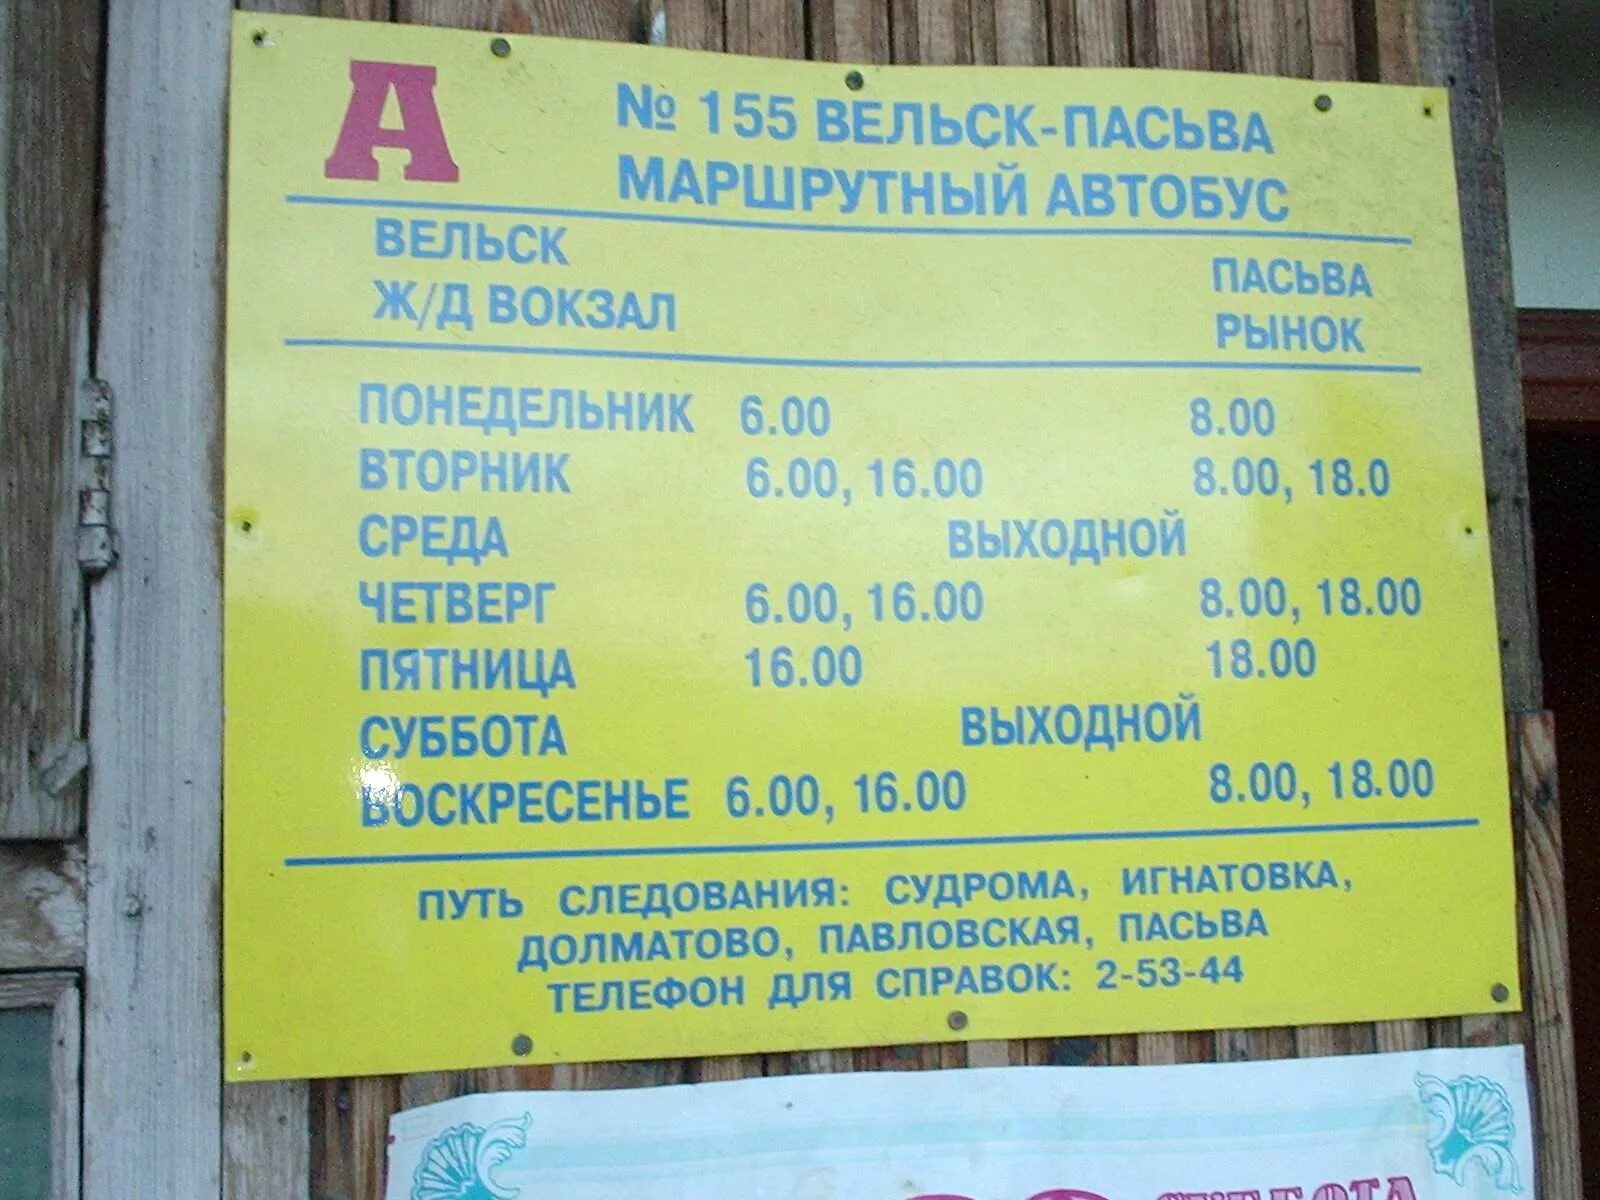 А
№ 155 ВЕЛЬСК-ПАСЬВА
МАРШРУТНЫЙ АВТОБУС
ВЕЛЬСК ПАСЬВА
Ж/Д ВОКЗАЛ РЫНОК
ПОНЕДЕЛЬНИК 6.00 8.00
ВТОРНИК 6.00, 16.00 8.00, 18.0
СРЕДА ВЫХОДНОЙ
ЧЕТВЕРГ 6.00, 16.00 8.00, 18.00
ПЯТНИЦА 16.00 18.00
СУББОТА ВЫХОДНОЙ
ВОСКРЕСЕНЬЕ 6.00, 16.00 8.00, 18.00
ПУТЬ СЛЕДОВАНИЯ: СУДРОМА, ИГНАТОВКА,
ДОЛМАТОВО, ПАВЛОВСКАЯ, ПАСЬВА
ТЕЛЕФОН ДЛЯ СПРАВОК: 2-53-44
СУББОТА